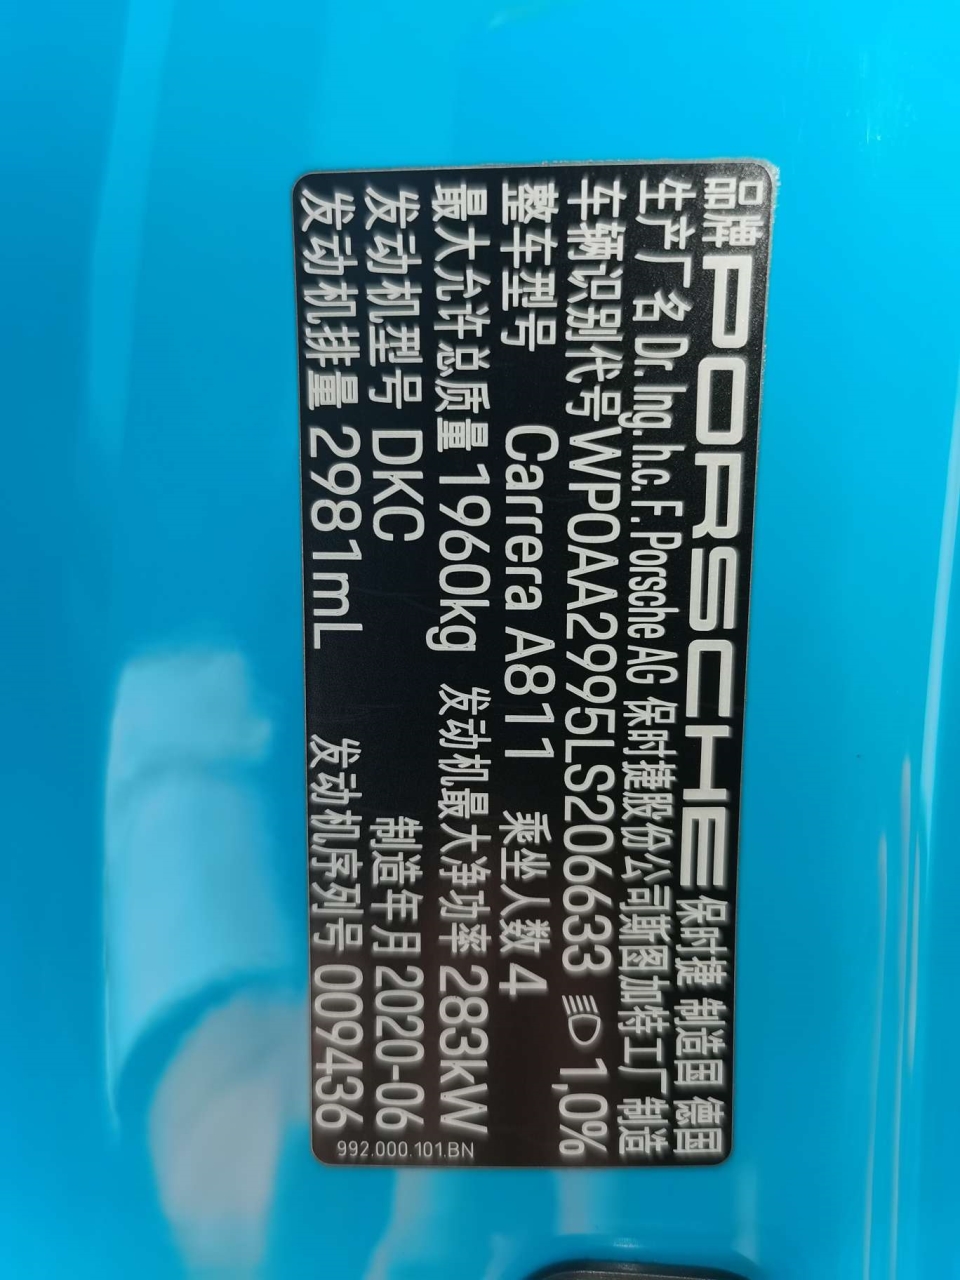 品牌 PORSCHE 保时捷 制造国 德国
生产厂名 Dr. Ing. h.c. F. Porsche AG 保时捷股份公司斯图加特工厂 制造
车辆识别代号 WP0AA2995LS206633 1,0%
整车型号 Carrera A811 乘坐人数 4
最大允许总质量 1960kg 发动机最大净功率 283kW
发动机型号 DKC 制造年月 2020-06
发动机排量 2981mL 发动机序列号 009436
992.000.101.BN